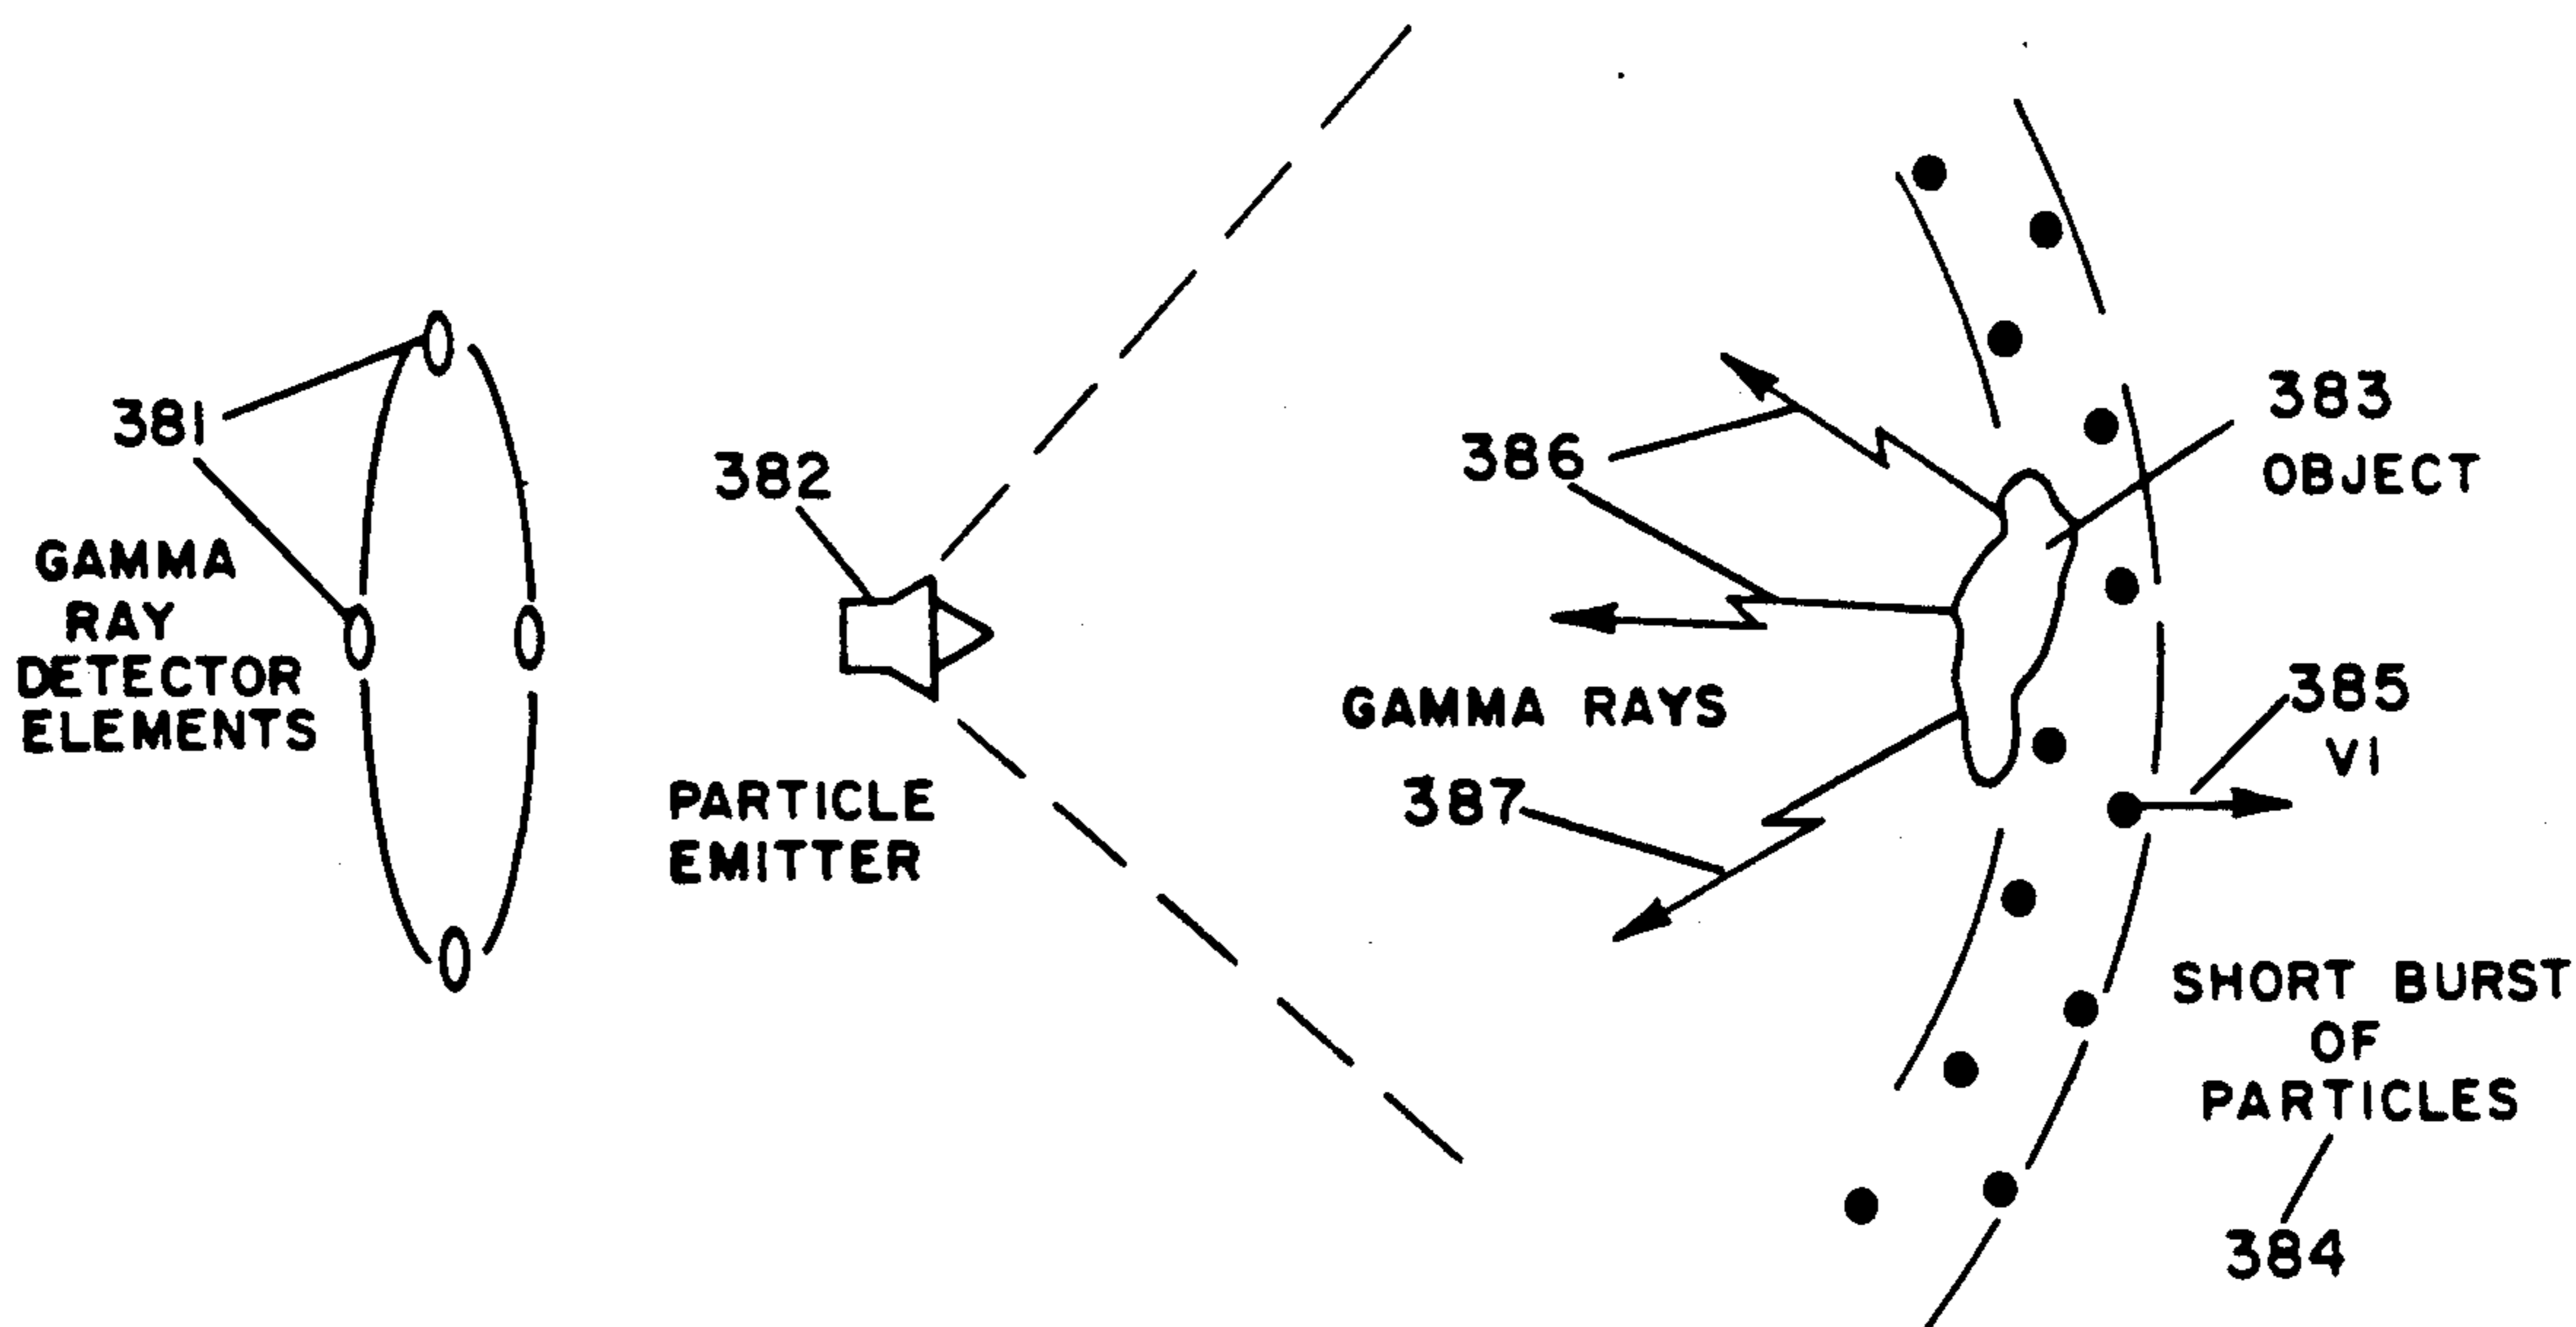 381
GAMMA
RAY
DETECTOR
ELEMENTS
382
PARTICLE
EMITTER
386
GAMMA RAYS
387
383
OBJECT
385
VI
SHORT BURST
OF
PARTICLES
384